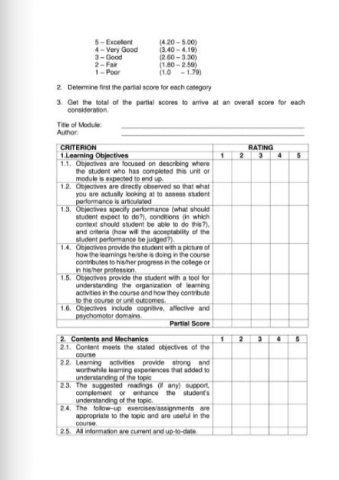 5 – Excellent (4.20 – 5.00)
4 – Very Good (3.40 – 4.19)
3 – Good (2.60 – 3.30)
2 – Fair (1.80 – 2.59)
1 – Poor (1.0 – 1.79)
2. Determine first the partial score for each category
3. Get the total of the partial scores to arrive at an overall score for each
consideration.
Title of Module:
Author:
CRITERION RATING
1.Learning Objectives 1 2 3 4 5
1.1. Objectives are focused on describing where
the student who has completed this unit or
module is expected to end up.
1.2. Objectives are directly observed so that what
you are actually looking at to assess student
performance is articulated
1.3. Objectives specify performance (what should
student expect to do?), conditions (in which
context should student be able to do this?),
and criteria (how will the acceptability of the
student performance be judged?).
1.4. Objectives provide the student with a picture of
how the learnings he/she is doing in the course
contributes to his/her progress in the college or
in his/her profession.
1.5. Objectives provide the student with a tool for
understanding the organization of learning
activities in the course and how they contribute
to the course or unit outcomes.
1.6. Objectives include cognitive, affective and
psychomotor domains.
Partial Score
2. Contents and Mechanics 1 2 3 4 5
2.1. Content meets the stated objectives of the
course
2.2. Learning activities provide strong and
worthwhile learning experiences that added to
understanding of the topic
2.3. The suggested readings (if any) support,
complement or enhance the student's
understanding of the topic.
2.4. The follow-up exercises/assignments are
appropriate to the topic and are useful in the
course.
2.5. All information are current and up-to-date.